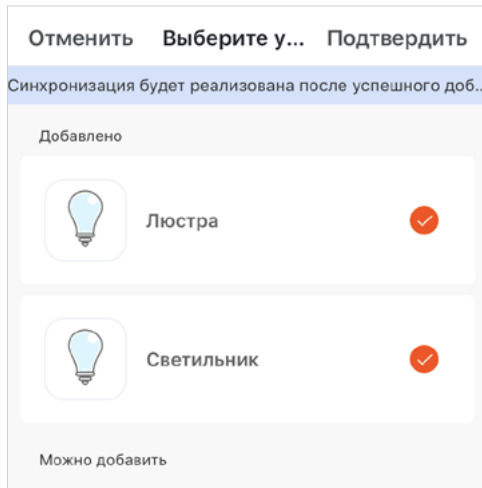 Отменить Выберите у... Подтвердить
Синхронизация будет реализована после успешного доб..
Добавлено
Люстра
Светильник
Можно добавить